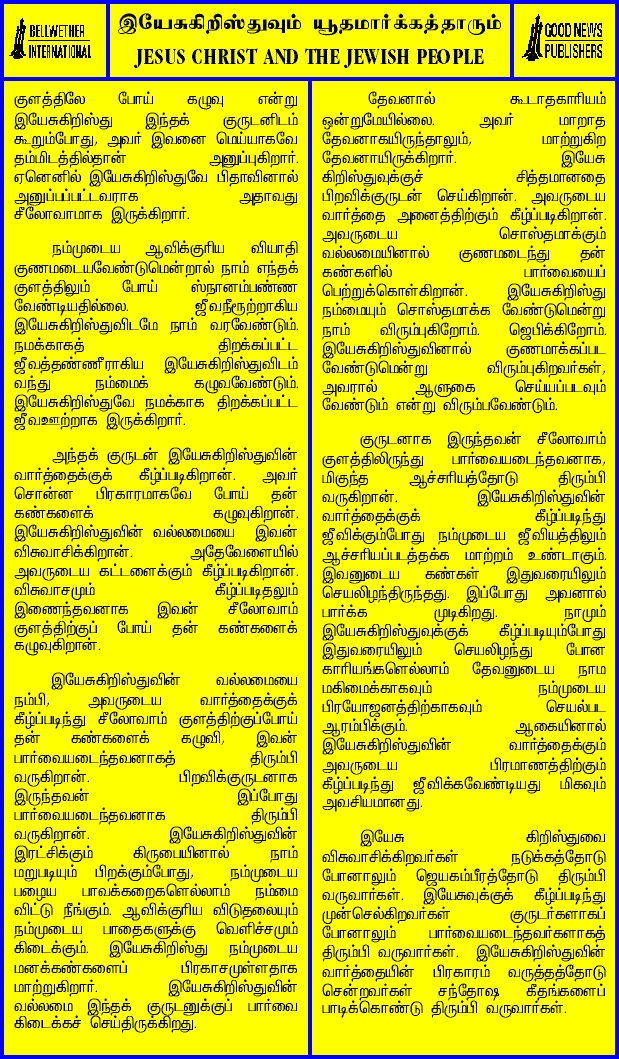 BELLWETHER
INTERNATIONAL
இயேசுகிறிஸ்துவும் யூதமார்க்கத்தாரும்
JESUS CHRIST AND THE JEWISH PEOPLE
GOOD NEWS
PUBLISHERS
குளத்திலே போய் கழுவு என்று
இயேசுகிறிஸ்து இந்தக் குருடனிடம்
கூறும்போது, அவர் இவனை மெய்யாகவே
தம்மிடத்தில்தான் அனுப்புகிறார்.
ஏனெனில் இயேசுகிறிஸ்துவே பிதாவினால்
அனுப்பப்பட்டவராக அதாவது
சீலோவாமாக இருக்கிறார்.
நம்முடைய ஆவிக்குரிய வியாதி
குணமடையவேண்டுமென்றால் நாம் எந்தக்
குளத்திலும் போய் ஸ்நானம்பண்ண
வேண்டியதில்லை. ஜீவநீரூற்றாகிய
இயேசுகிறிஸ்துவிடமே நாம் வரவேண்டும்.
நமக்காகத் திறக்கப்பட்ட
ஜீவத்தண்ணீராகிய இயேசுகிறிஸ்துவிடம்
வந்து நம்மைக் கழுவவேண்டும்.
இயேசுகிறிஸ்துவே நமக்காக திறக்கப்பட்ட
ஜீவஊற்றாக இருக்கிறார்.
அந்தக் குருடன் இயேசுகிறிஸ்துவின்
வார்த்தைக்குக் கீழ்ப்படிகிறான். அவர்
சொன்ன பிரகாரமாகவே போய் தன்
கண்களைக் கழுவுகிறான்.
இயேசுகிறிஸ்துவின் வல்லமையை இவன்
விசுவாசிக்கிறான். அதேவேளையில்
அவருடைய கட்டளைக்கும் கீழ்ப்படிகிறான்.
விசுவாசமும் கீழ்ப்படிதலும்
இணைந்தவனாக இவன் சீலோவாம்
குளத்திற்குப் போய் தன் கண்களைக்
கழுவுகிறான்.
இயேசுகிறிஸ்துவின் வல்லமையை
நம்பி, அவருடைய வார்த்தைக்குக்
கீழ்ப்படிந்து சீலோவாம் குளத்திற்குப்போய்
தன் கண்களைக் கழுவி, இவன்
பார்வையடைந்தவனாகத் திரும்பி
வருகிறான். பிறவிக்குருடனாக
இருந்தவன் இப்போது
பார்வையடைந்தவனாக திரும்பி
வருகிறான். இயேசுகிறிஸ்துவின்
இரட்சிக்கும் கிருபையினால் நாம்
மறுபடியும் பிறக்கும்போது, நம்முடைய
பழைய பாவக்கறைகளெல்லாம் நம்மை
விட்டு நீங்கும். ஆவிக்குரிய விடுதலையும்
நம்முடைய பாதைகளுக்கு வெளிச்சமும்
கிடைக்கும். இயேசுகிறிஸ்து நம்முடைய
மனக்கண்களைப் பிரகாசமுள்ளதாக
மாற்றுகிறார். இயேசுகிறிஸ்துவின்
வல்லமை இந்தக் குருடனுக்குப் பார்வை
கிடைக்கச் செய்திருக்கிறது.
தேவனால் கூடாதகாரியம்
ஒன்றுமேயில்லை. அவர் மாறாத
தேவனாகயிருந்தாலும், மாற்றுகிற
தேவனாயிருக்கிறார். இயேசு
கிறிஸ்துவுக்குச் சித்தமானதை
பிறவிக்குருடன் செய்கிறான். அவருடைய
வார்த்தை அனைத்திற்கும் கீழ்ப்படிகிறான்.
அவருடைய சொஸ்தமாக்கும்
வல்லமையினால் குணமடைந்து தன்
கண்களில் பார்வையைப்
பெற்றுக்கொள்கிறான். இயேசுகிறிஸ்து
நம்மையும் சொஸ்தமாக்க வேண்டுமென்று
நாம் விரும்புகிறோம். ஜெபிக்கிறோம்.
இயேசுகிறிஸ்துவினால் குணமாக்கப்பட
வேண்டுமென்று விரும்புகிறவர்கள்,
அவரால் ஆளுகை செய்யப்படவும்
வேண்டும் என்று விரும்பவேண்டும்.
குருடனாக இருந்தவன் சீலோவாம்
குளத்திலிருந்து பார்வையடைந்தவனாக,
மிகுந்த ஆச்சரியத்தோடு திரும்பி
வருகிறான். இயேசுகிறிஸ்துவின்
வார்த்தைக்குக் கீழ்ப்படிந்து
ஜீவிக்கும்போது நம்முடைய ஜீவியத்திலும்
ஆச்சரியப்படத்தக்க மாற்றம் உண்டாகும்.
இவனுடைய கண்கள் இதுவரையிலும்
செயலிழந்திருந்தது. இப்போது அவனால்
பார்க்க முடிகிறது. நாமும்
இயேசுகிறிஸ்துவுக்குக் கீழ்ப்படியும்போது
இதுவரையிலும் செயலிழந்து போன
காரியங்களெல்லாம் தேவனுடைய நாம
மகிமைக்காகவும் நம்முடைய
பிரயோஜனத்திற்காகவும் செயல்பட
ஆரம்பிக்கும். ஆகையினால்
இயேசுகிறிஸ்துவின் வார்த்தைக்கும்
அவருடைய பிரமாணத்திற்கும்
கீழ்ப்படிந்து ஜீவிக்கவேண்டியது மிகவும்
அவசியமானது.
இயேசு கிறிஸ்துவை
விசுவாசிக்கிறவர்கள் நடுக்கத்தோடு
போனாலும் ஜெயகம்பீரத்தோடு திரும்பி
வருவார்கள். இயேசுவுக்குக் கீழ்ப்படிந்து
முன்செல்கிறவர்கள் குருடர்களாகப்
போனாலும் பார்வையடைந்தவர்களாகத்
திரும்பி வருவார்கள். இயேசுகிறிஸ்துவின்
வார்த்தையின் பிரகாரம் வருத்தத்தோடு
சென்றவர்கள் சந்தோஷ கீதங்களைப்
பாடிக்கொண்டு திரும்பி வருவார்கள்.